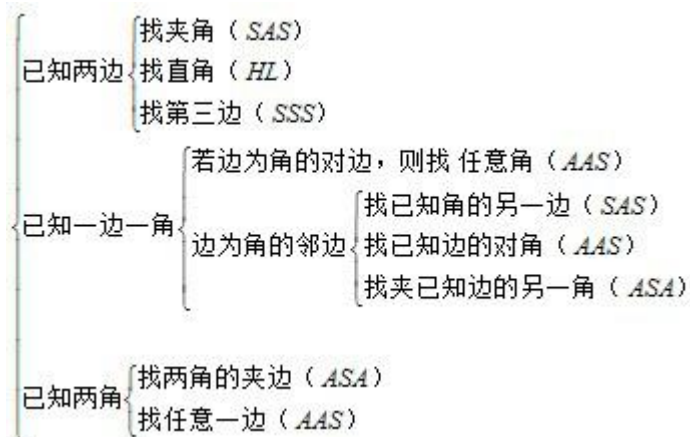 已知两边
找夹角（SAS）
找直角（HL）
找第三边（SSS）
已知一边一角
若边为角的对边，则找 任意角（AAS）
边为角的邻边
找已知角的另一边（SAS）
找已知边的对角（AAS）
找夹已知边的另一角（ASA）
已知两角
找两角的夹边（ASA）
找任意一边（AAS）